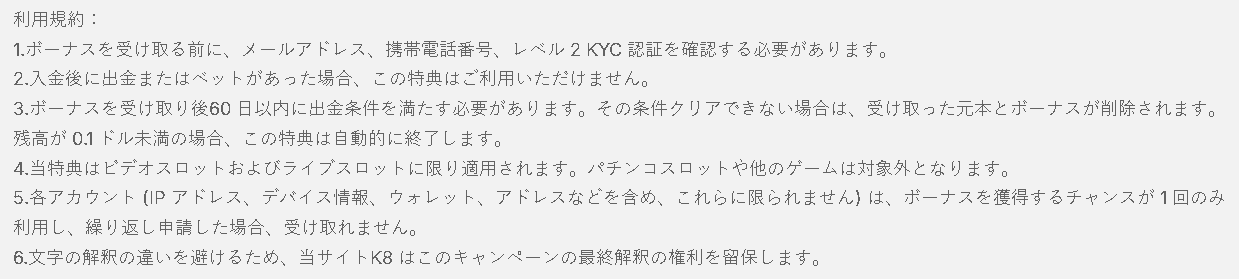 利用規約：
1.ボーナスを受け取る前に、メールアドレス、携帯電話番号、レベル 2 KYC 認証を確認する必要があります。
2.入金後に出金またはベットがあった場合、この特典はご利用いただけません。
3.ボーナスを受け取り後60 日以内に出金条件を満たす必要があります。その条件クリアできない場合は、受け取った元本とボーナスが削除されます。
残高が 0.1 ドル未満の場合、この特典は自動的に終了します。
4.当特典はビデオスロットおよびライブスロットに限り適用されます。パチンコスロットや他のゲームは対象外となります。
5.各アカウント (IP アドレス、デバイス情報、ウォレット、アドレスなどを含め、これらに限られません) は、ボーナスを獲得するチャンスが 1 回のみ
利用し、繰り返し申請した場合、受け取れません。
6.文字の解釈の違いを避けるため、当サイトK8 はこのキャンペーンの最終解釈の権利を留保します。